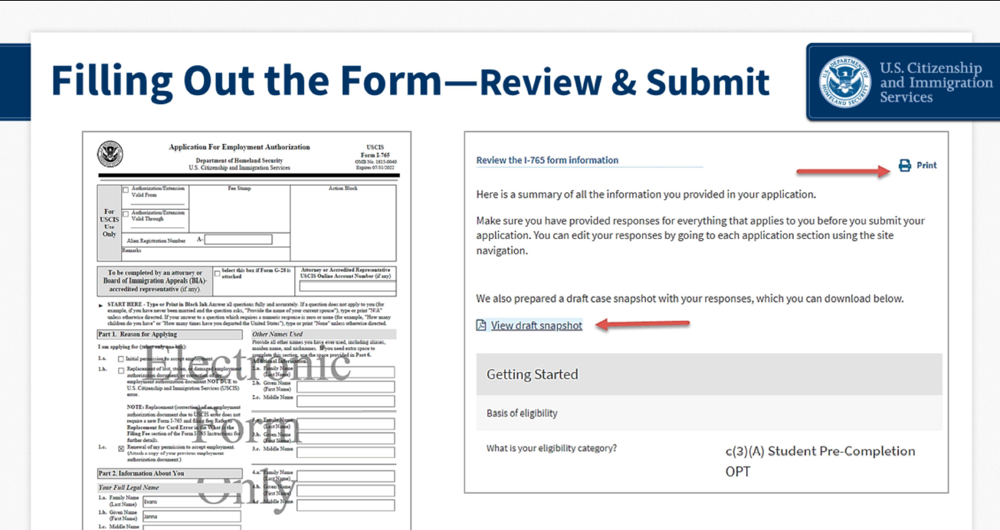 Filling Out the Form—Review & Submit
U.S. Citizenship
and Immigration
Services
Application For Employment Authorization
Department of Homeland Security
U.S. Citizenship and Immigration Services
USCIS
Form I-765
OMB No. 1615-0040
Expires 07/31/2022
For
USCIS
Use
Only
Authorization/Extension
Valid From
Authorization/Extension
Valid Through
Alien Registration Number A-
Remarks
Fee Stamp
Action Block
To be completed by an attorney or
Board of Immigration Appeals (BIA)-
accredited representative (if any).
Select this box if Form G-28 is
attached
Attorney or Accredited Representative
USCIS Online Account Number (if any)
START HERE - Type or Print in Black Ink Answer all questions fully and accurately. If a question does not apply to you (for
example, if you have never been married and the question asks, "Provide the name of your current spouse"), type or print "N/A"
unless otherwise directed. If your answer to a question which requires a numeric response is zero or none (for example, "How many
children do you have" or "How many times have you departed the United States"), type or print "None" unless otherwise directed.
Part 1. Reason for Applying
I am applying for (select only one box):
1.a. Initial permission to accept employment.
1.b. Replacement of lost, stolen, or damaged employment
authorization document, or correction of my
employment authorization document NOT DUE to
U.S. Citizenship and Immigration Services (USCIS)
error.
NOTE: Replacement (correction) of an employment
authorization document due to USCIS error does not
require a new Form I-765 and filing fee. Refer to
Replacement for Card Error in the What is the
Filing Fee section of the Form I-765 Instructions for
further details.
1.c. Renewal of my permission to accept employment.
(Attach a copy of your previous employment
authorization document.)
Part 2. Information About You
Your Full Legal Name
1.a. Family Name
(Last Name) Evans
1.b. Given Name
(First Name) Janna
1.c. Middle Name
Other Names Used
Provide all other names you have ever used, including aliases,
maiden name, and nicknames. If you need extra space to
complete this section, use the space provided in Part 6.
Additional Information.
2.a. Family Name
(Last Name)
2.b. Given Name
(First Name)
2.c. Middle Name
3.a. Family Name
(Last Name)
3.b. Given Name
(First Name)
3.c. Middle Name
4.a. Family Name
(Last Name)
4.b. Given Name
(First Name)
4.c. Middle Name
Electronic
Form
Only
Review the I-765 form information
Print
Here is a summary of all the information you provided in your application.
Make sure you have provided responses for everything that applies to you before you submit your
application. You can edit your responses by going to each application section using the site
navigation.
We also prepared a draft case snapshot with your responses, which you can download below.
View draft snapshot
Getting Started
Basis of eligibility
What is your eligibility category?
c(3)(A) Student Pre-Completion
OPT